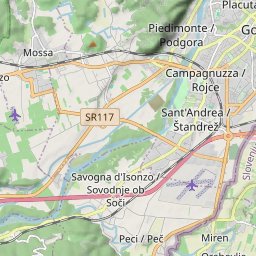 Placuta
Piedimonte /
Podgora
Go
Mossa
zo
Campagnuzza /
Rojce
SR117
Sant'Andrea /
Štandrež
Slovenia
Savogna d'Isonzo /
Sovodnje ob
Soči
Peci / Peč
Miren